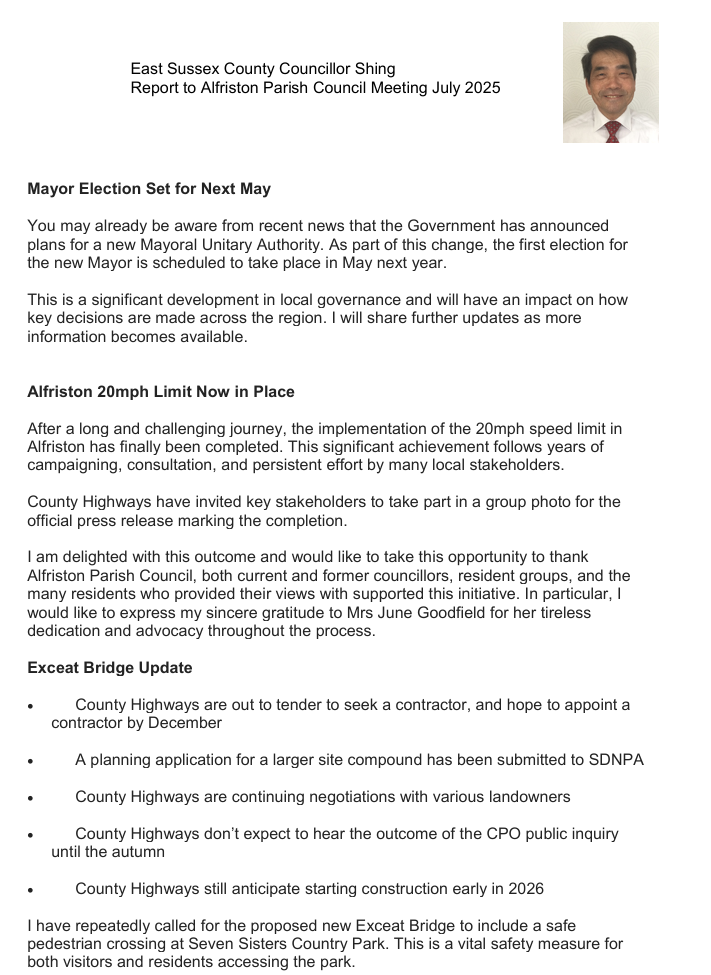 East Sussex County Councillor Shing
Report to Alfriston Parish Council Meeting July 2025
Mayor Election Set for Next May
You may already be aware from recent news that the Government has announced
plans for a new Mayoral Unitary Authority. As part of this change, the first election for
the new Mayor is scheduled to take place in May next year.
This is a significant development in local governance and will have an impact on how
key decisions are made across the region. I will share further updates as more
information becomes available.
Alfriston 20mph Limit Now in Place
After a long and challenging journey, the implementation of the 20mph speed limit in
Alfriston has finally been completed. This significant achievement follows years of
campaigning, consultation, and persistent effort by many local stakeholders.
County Highways have invited key stakeholders to take part in a group photo for the
official press release marking the completion.
I am delighted with this outcome and would like to take this opportunity to thank
Alfriston Parish Council, both current and former councillors, resident groups, and the
many residents who provided their views with supported this initiative. In particular, I
would like to express my sincere gratitude to Mrs June Goodfield for her tireless
dedication and advocacy throughout the process.
Exceat Bridge Update
• County Highways are out to tender to seek a contractor, and hope to appoint a
contractor by December
• A planning application for a larger site compound has been submitted to SDNPA
• County Highways are continuing negotiations with various landowners
• County Highways don’t expect to hear the outcome of the CPO public inquiry
until the autumn
• County Highways still anticipate starting construction early in 2026
I have repeatedly called for the proposed new Exceat Bridge to include a safe
pedestrian crossing at Seven Sisters Country Park. This is a vital safety measure for
both visitors and residents accessing the park.